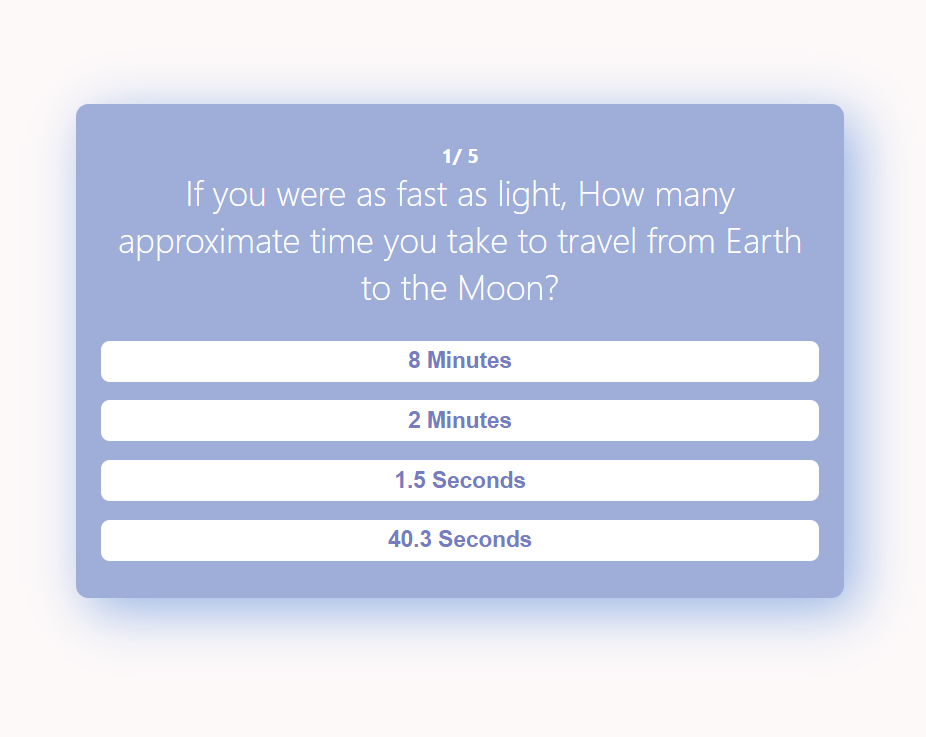 1/ 5
If you were as fast as light, How many
approximate time you take to travel from Earth
to the Moon?
8 Minutes
2 Minutes
1.5 Seconds
40.3 Seconds